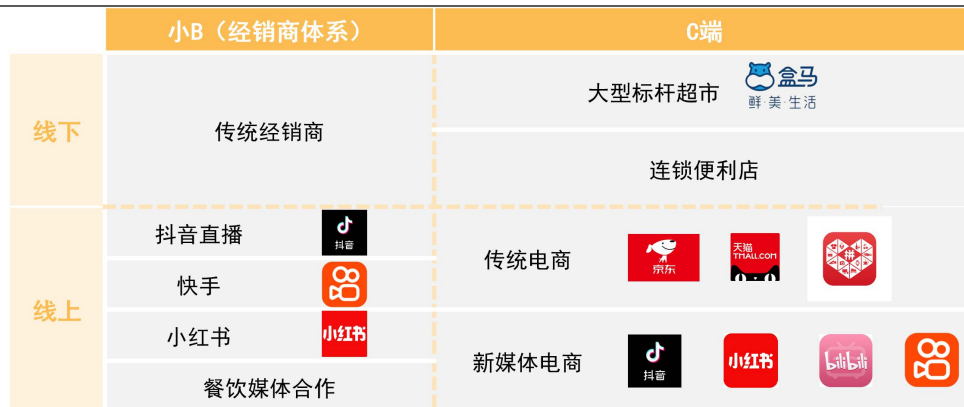 小B（经销商体系）
C端
线下
传统经销商
大型标杆超市
盒马
鲜·美·生活
连锁便利店
线上
抖音直播
抖音
快手
小红书
小红书
餐饮媒体合作
传统电商
京东
天猫
TMALL.COM
拼
新媒体电商
抖音
小红书
bilibili